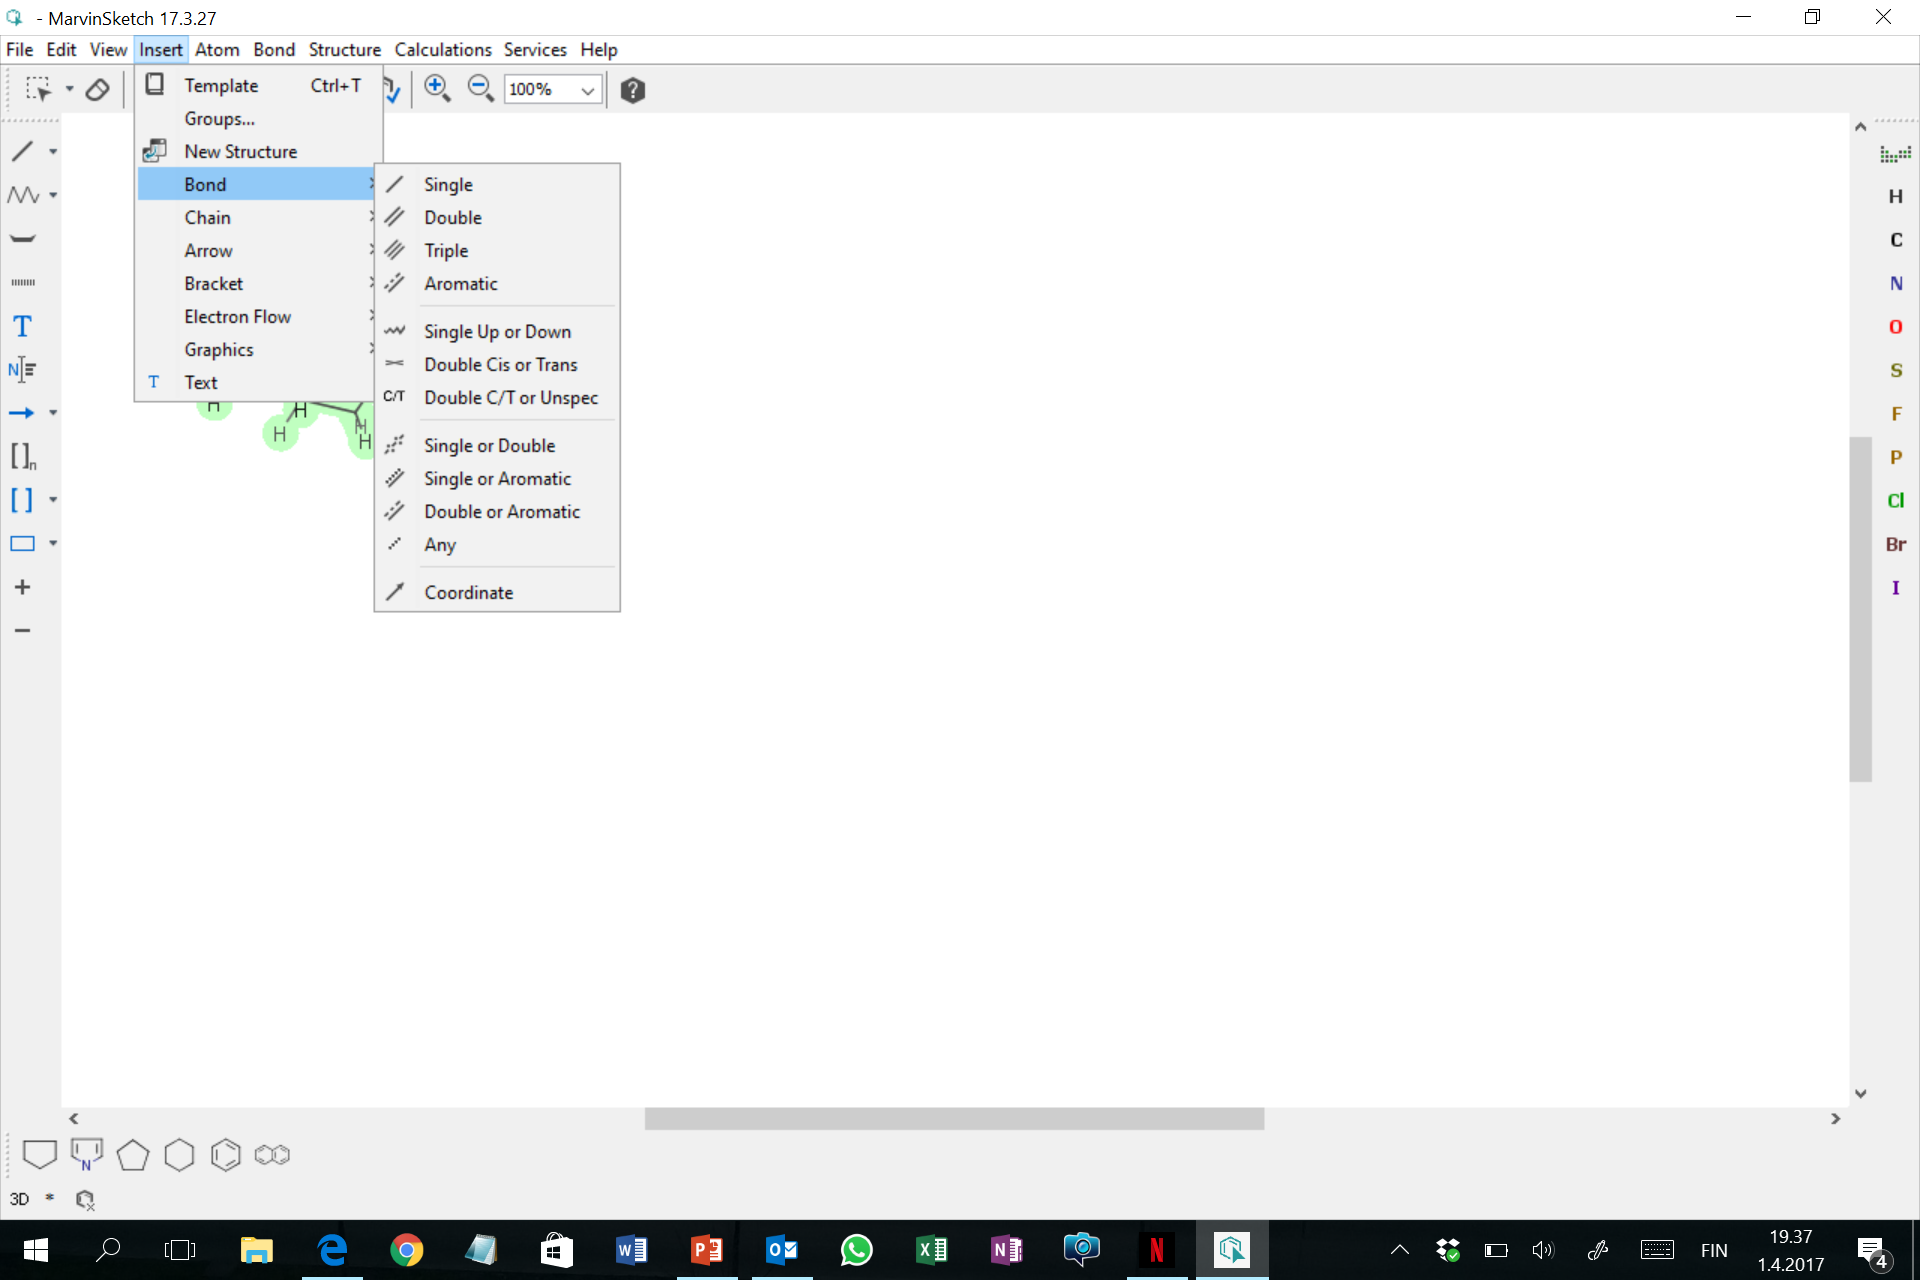 - MarvinSketch 17.3.27
File Edit View Insert Atom Bond Structure Calculations Services Help
100%
Template Ctrl+T
Groups...
New Structure
Bond
Chain
Arrow
Bracket
Electron Flow
Graphics
T Text
Single
Double
Triple
Aromatic
Single Up or Down
Double Cis or Trans
C/T Double C/T or Unspec
Single or Double
Single or Aromatic
Double or Aromatic
Any
Coordinate
T
N
[ ]n
[ ]
H
H
H
H
H
H
C
N
O
S
F
P
Cl
Br
I
N
3D *
FIN
19.37
1.4.2017
4